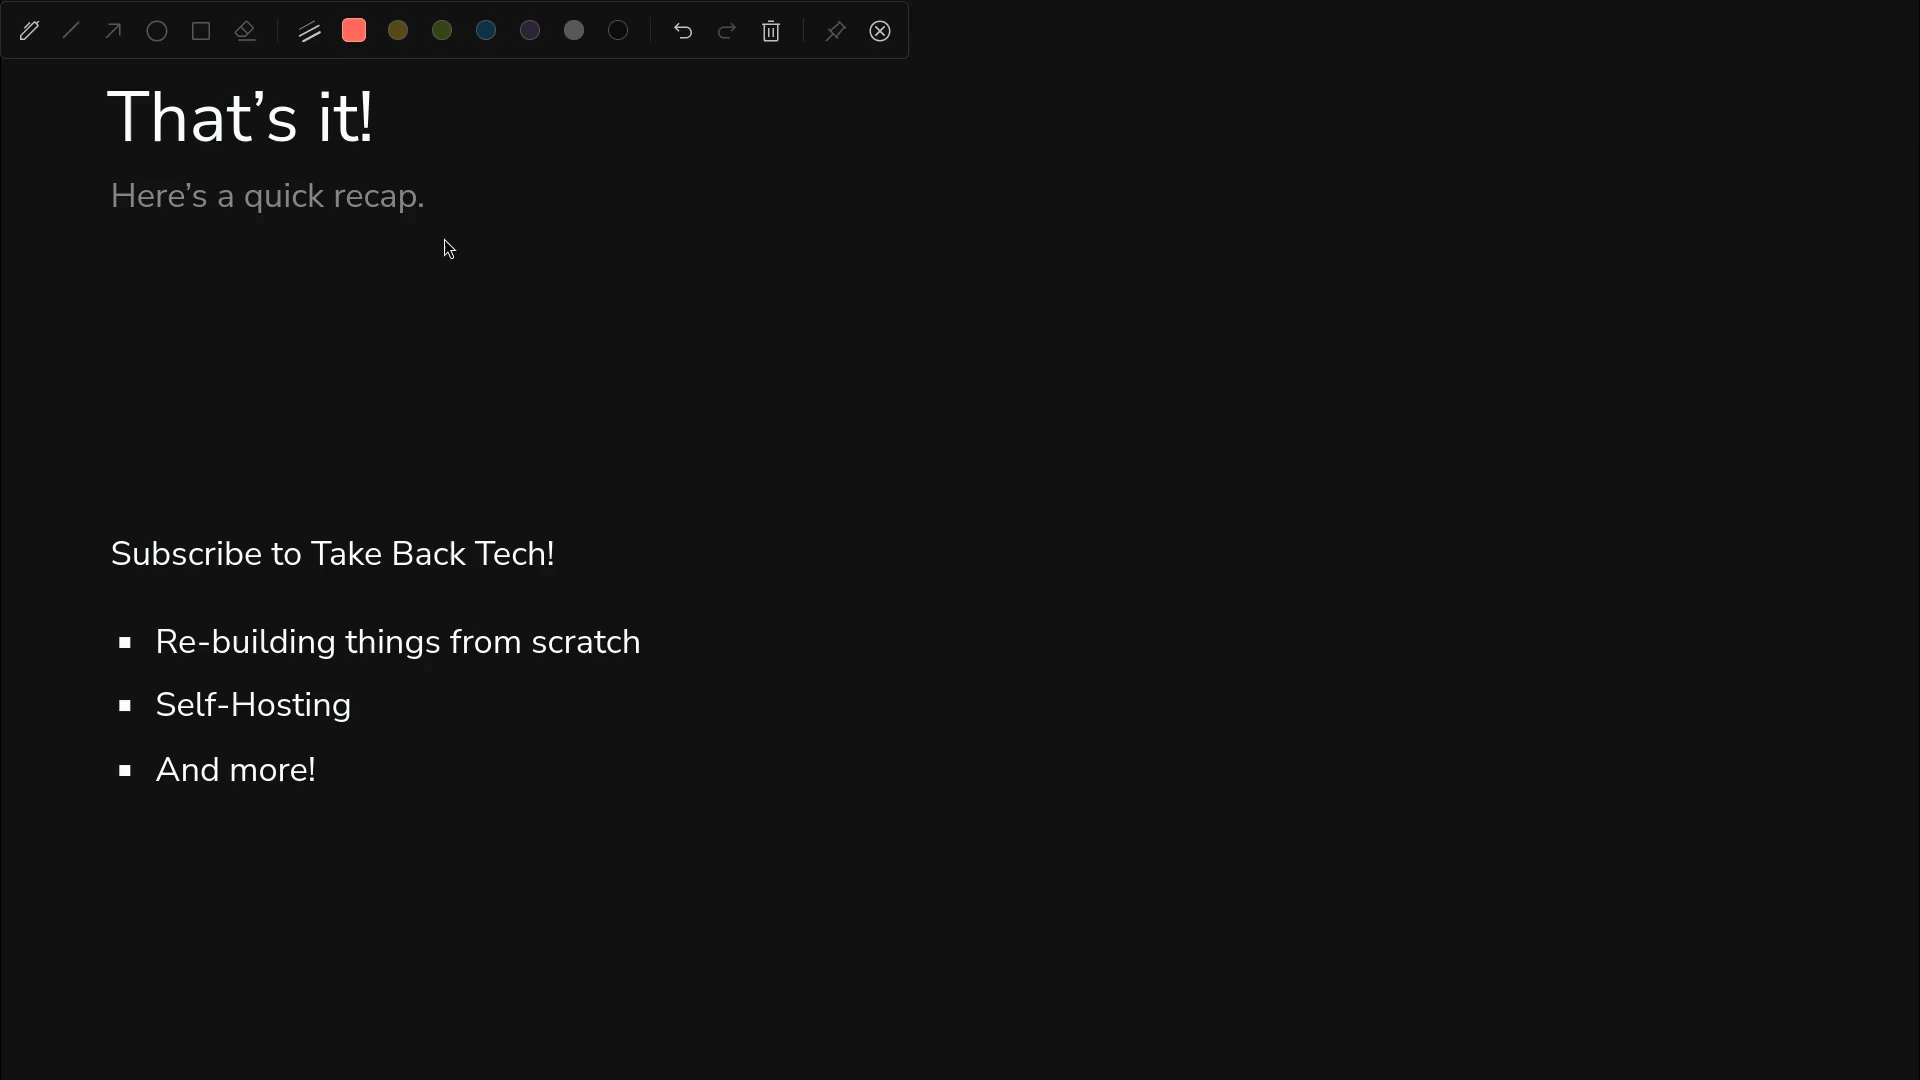 That’s it!
Here’s a quick recap.
Subscribe to Take Back Tech!
▪ Re-building things from scratch
▪ Self-Hosting
▪ And more!